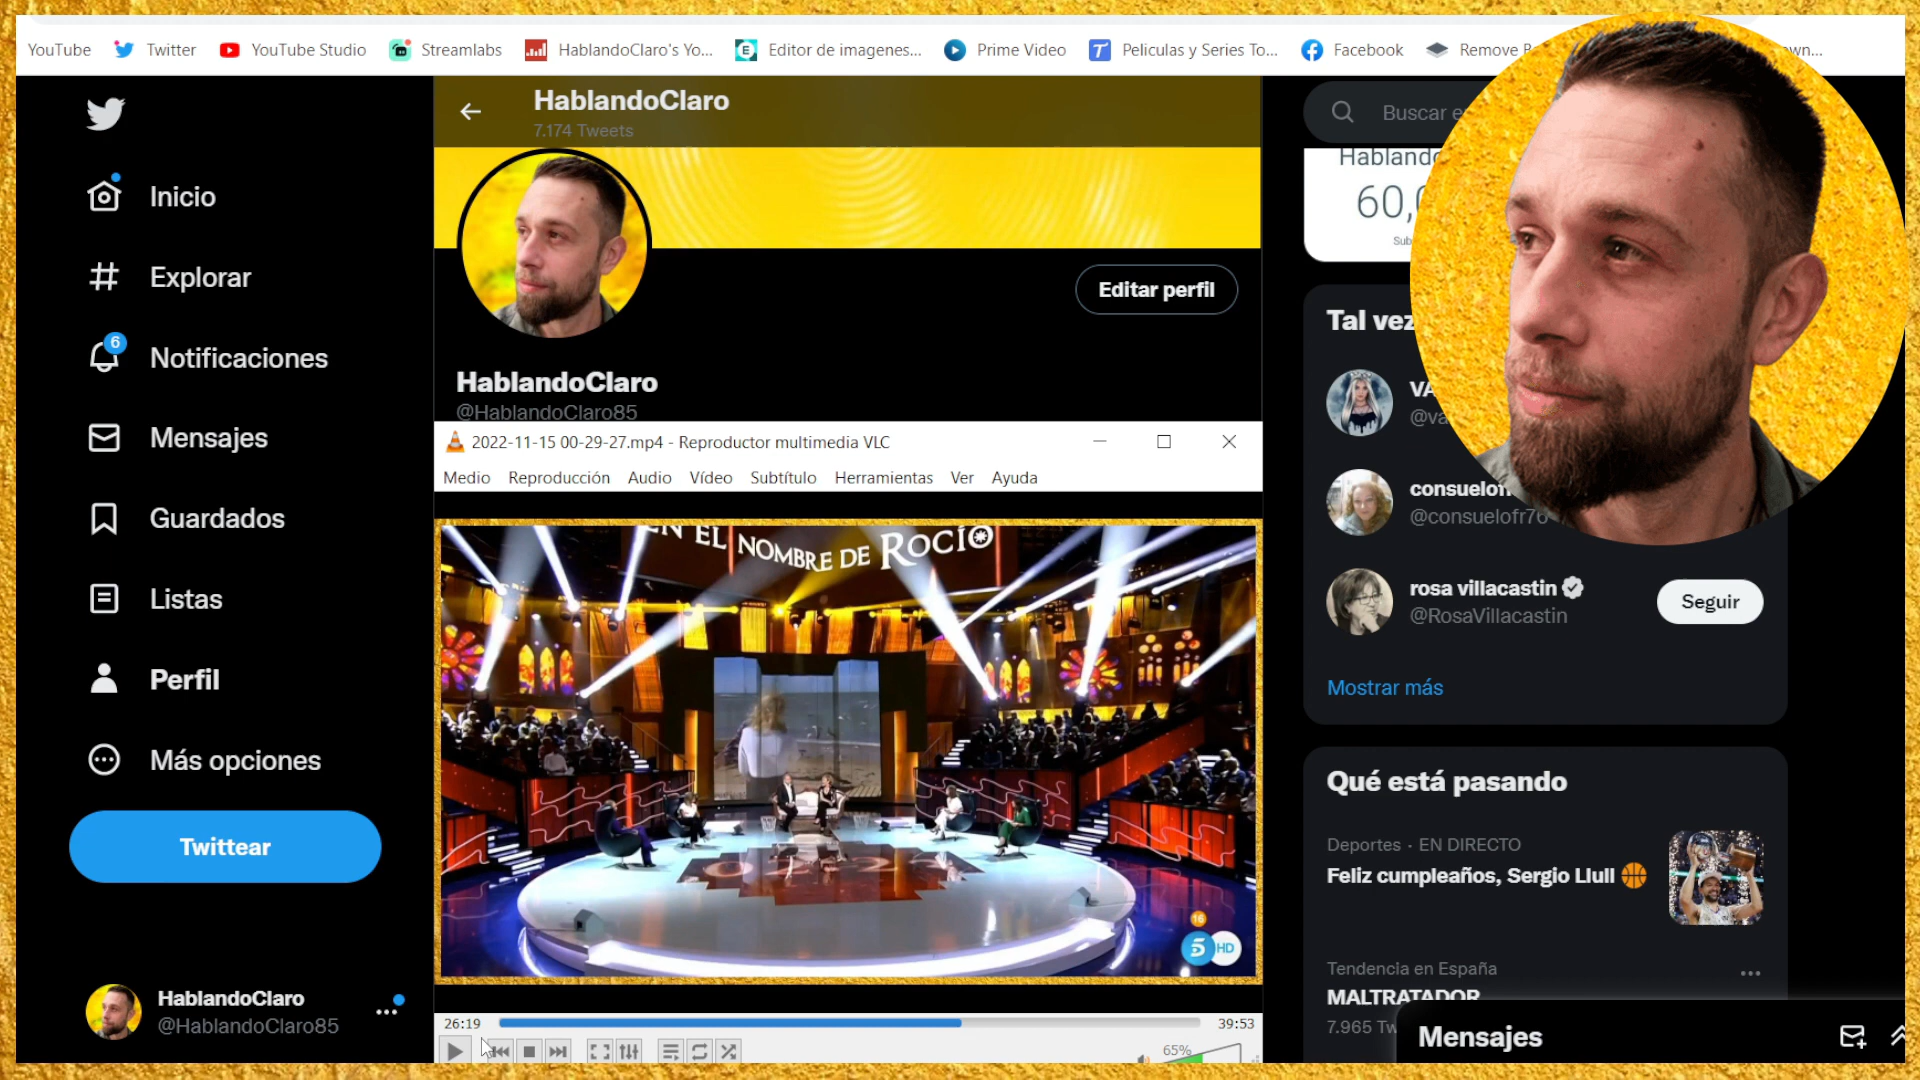 YouTube
Twitter
YouTube Studio
Streamlabs
HablandoClaro's Yo...
Editor de imagenes...
Prime Video
T
Peliculas y Series To...
Facebook
Remove
HablandoClaro
7.174 Tweets
Buscar
Inicio
Explorar
6
Notificaciones
Mensajes
Guardados
Listas
Perfil
Más opciones
Twittear
HablandoClaro
@HablandoClaro85
Editar perfil
HablandoClaro
@HablandoClaro85
2022-11-15 00-29-27.mp4 - Reproductor multimedia VLC
Medio Reproducción Audio Vídeo Subtítulo Herramientas Ver Ayuda
EN EL NOMBRE DE ROCÍO
16
5 HD
26:19
39:53
65%
Tal vez
@consuelofr76
rosa villacastin
@RosaVillacastin
Seguir
Mostrar más
Qué está pasando
Deportes · EN DIRECTO
Feliz cumpleaños, Sergio Llull
Tendencia en España
MALTRATADOR
7.965
Mensajes